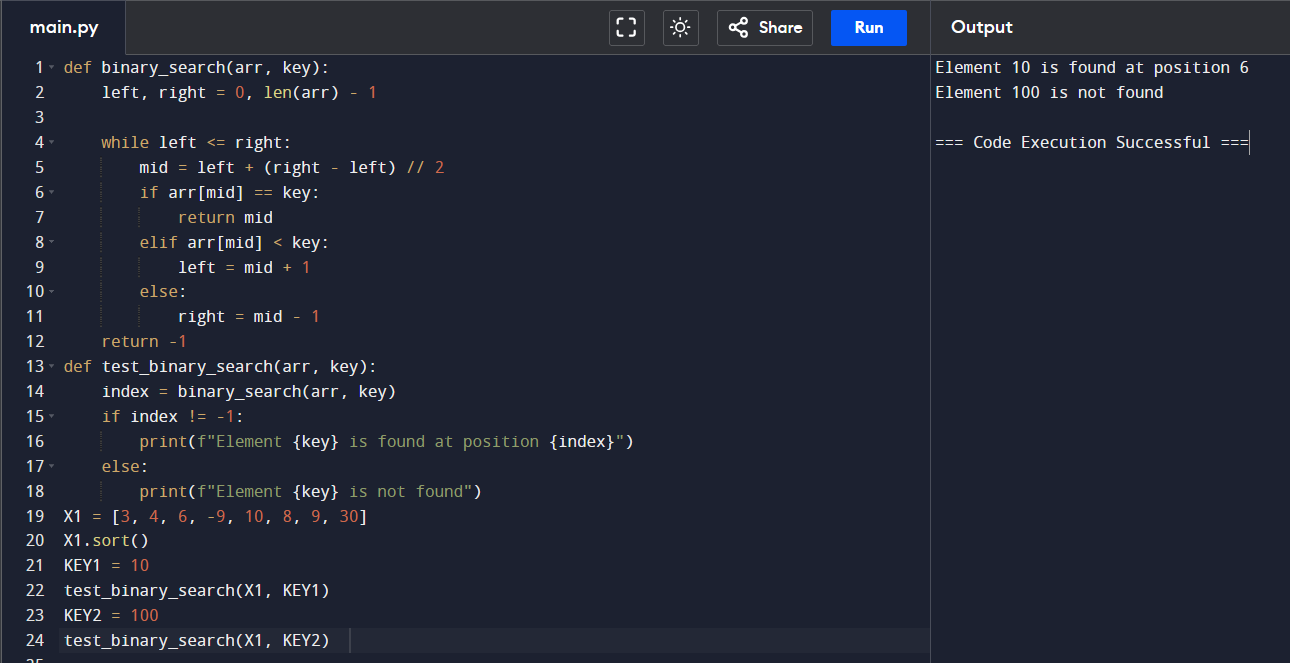 main.py
Share
Run
Output
1 def binary_search(arr, key):
2     left, right = 0, len(arr) - 1
3
4     while left <= right:
5         mid = left + (right - left) // 2
6         if arr[mid] == key:
7             return mid
8         elif arr[mid] < key:
9             left = mid + 1
10         else:
11             right = mid - 1
12     return -1
13 def test_binary_search(arr, key):
14     index = binary_search(arr, key)
15     if index != -1:
16         print(f"Element {key} is found at position {index}")
17     else:
18         print(f"Element {key} is not found")
19 X1 = [3, 4, 6, -9, 10, 8, 9, 30]
20 X1.sort()
21 KEY1 = 10
22 test_binary_search(X1, KEY1)
23 KEY2 = 100
24 test_binary_search(X1, KEY2)
25
Element 10 is found at position 6
Element 100 is not found
=== Code Execution Successful ===